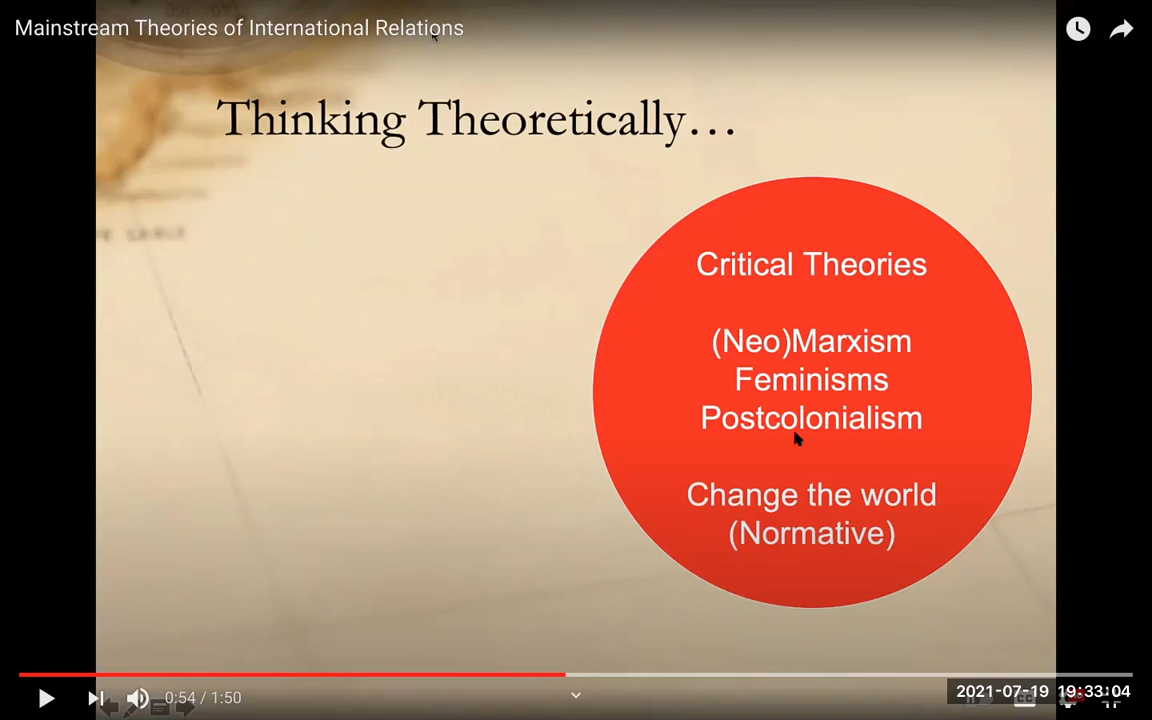 Mainstream Theories of International Relations
Thinking Theoretically…
Critical Theories
(Neo)Marxism
Feminisms
Postcolonialism
Change the world
(Normative)
0:54 / 1:50
2021-07-19 19:33:04